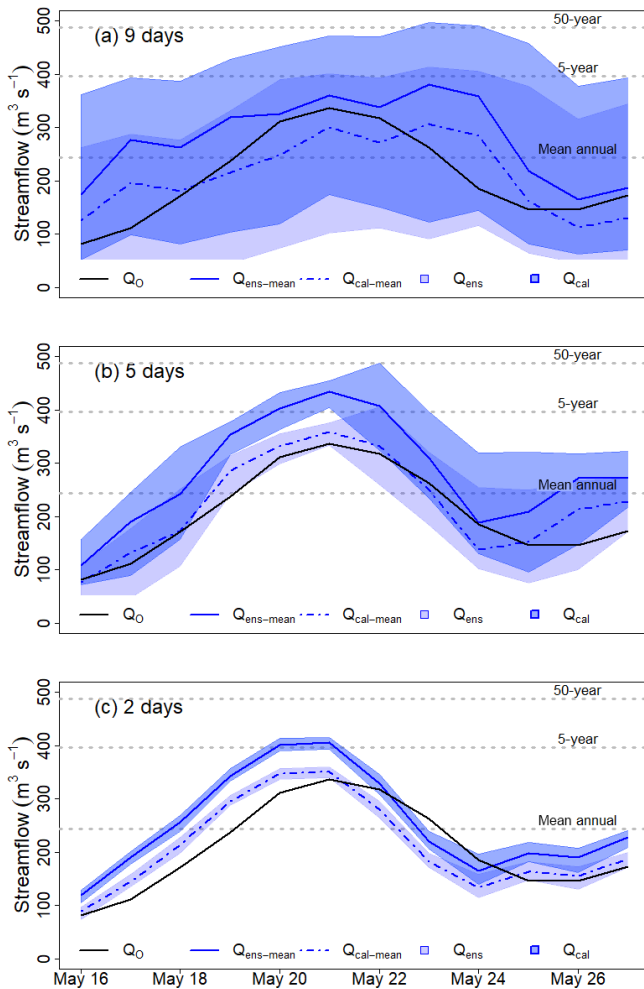 (a) 9 days
50-year
5-year
Mean annual
Streamflow (m³ s⁻¹)
500
400
300
200
100
0
Q_O Q_ens−mean Q_cal−mean Q_ens Q_cal
(b) 5 days
50-year
5-year
Mean annual
Streamflow (m³ s⁻¹)
500
400
300
200
100
0
Q_O Q_ens−mean Q_cal−mean Q_ens Q_cal
(c) 2 days
50-year
5-year
Mean annual
Streamflow (m³ s⁻¹)
500
400
300
200
100
0
Q_O Q_ens−mean Q_cal−mean Q_ens Q_cal
May 16 May 18 May 20 May 22 May 24 May 26